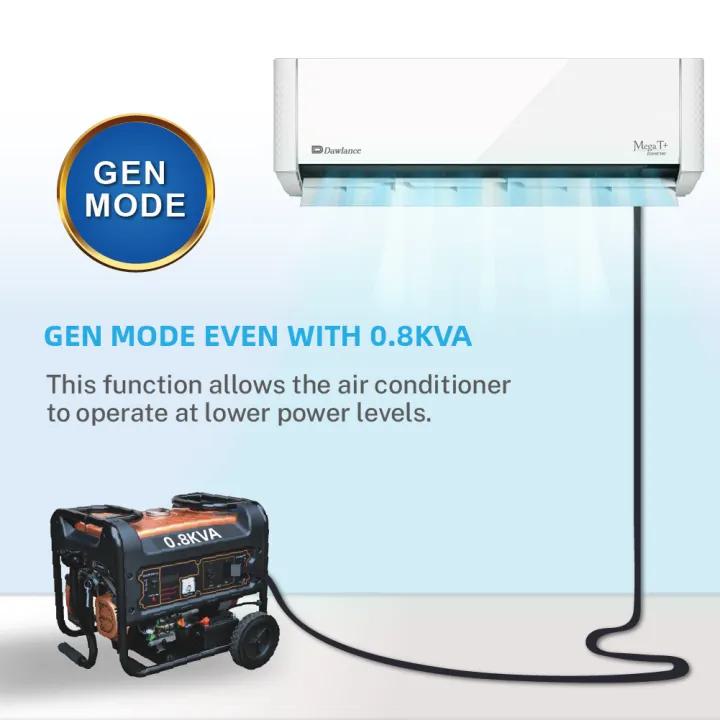 Dawlance
Mega T+
Inverter
GEN
MODE
GEN MODE EVEN WITH 0.8KVA
This function allows the air conditioner
to operate at lower power levels.
0.8KVA